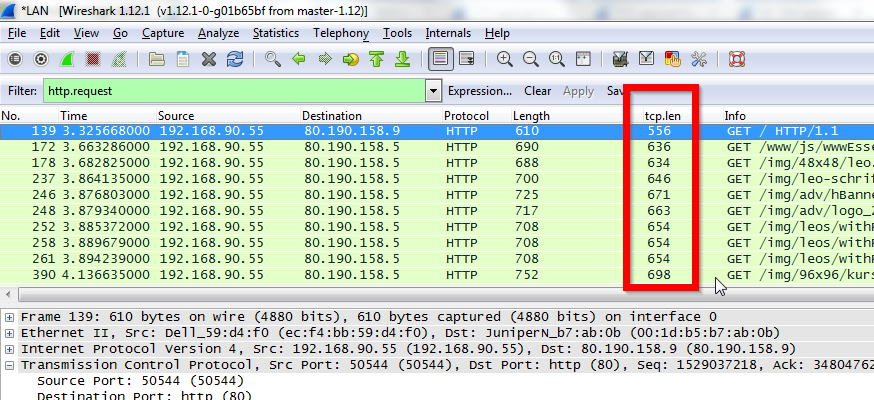 *LAN [Wireshark 1.12.1 (v1.12.1-0-g01b65bf from master-1.12)]
File Edit View Go Capture Analyze Statistics Telephony Tools Internals Help
Filter: http.request Expression... Clear Apply Sav
No. Time Source Destination Protocol Length tcp.len Info
139 3.325668000 192.168.90.55 80.190.158.9 HTTP 610 556 GET / HTTP/1.1
172 3.663286000 192.168.90.55 80.190.158.5 HTTP 690 636 GET /www/js/wwwEsse
178 3.682825000 192.168.90.55 80.190.158.5 HTTP 688 634 GET /img/48x48/leo.
237 3.864135000 192.168.90.55 80.190.158.5 HTTP 700 646 GET /img/leo-schrif
246 3.876803000 192.168.90.55 80.190.158.5 HTTP 725 671 GET /img/adv/hBanne
248 3.879340000 192.168.90.55 80.190.158.5 HTTP 717 663 GET /img/adv/logo_2
252 3.885372000 192.168.90.55 80.190.158.5 HTTP 708 654 GET /img/leos/withP
258 3.889679000 192.168.90.55 80.190.158.5 HTTP 708 654 GET /img/leos/withP
261 3.894239000 192.168.90.55 80.190.158.5 HTTP 708 654 GET /img/leos/withP
390 4.136635000 192.168.90.55 80.190.158.5 HTTP 752 698 GET /img/96x96/kurs
Frame 139: 610 bytes on wire (4880 bits), 610 bytes captured (4880 bits) on interface 0
Ethernet II, Src: Dell_59:d4:f0 (ec:f4:bb:59:d4:f0), Dst: JuniperN_b7:ab:0b (00:1d:b5:b7:ab:0b)
Internet Protocol Version 4, Src: 192.168.90.55 (192.168.90.55), Dst: 80.190.158.9 (80.190.158.9)
Transmission Control Protocol, Src Port: 50544 (50544), Dst Port: http (80), Seq: 1529037218, Ack: 34804762
Source Port: 50544 (50544)
Destination Port: http (80)